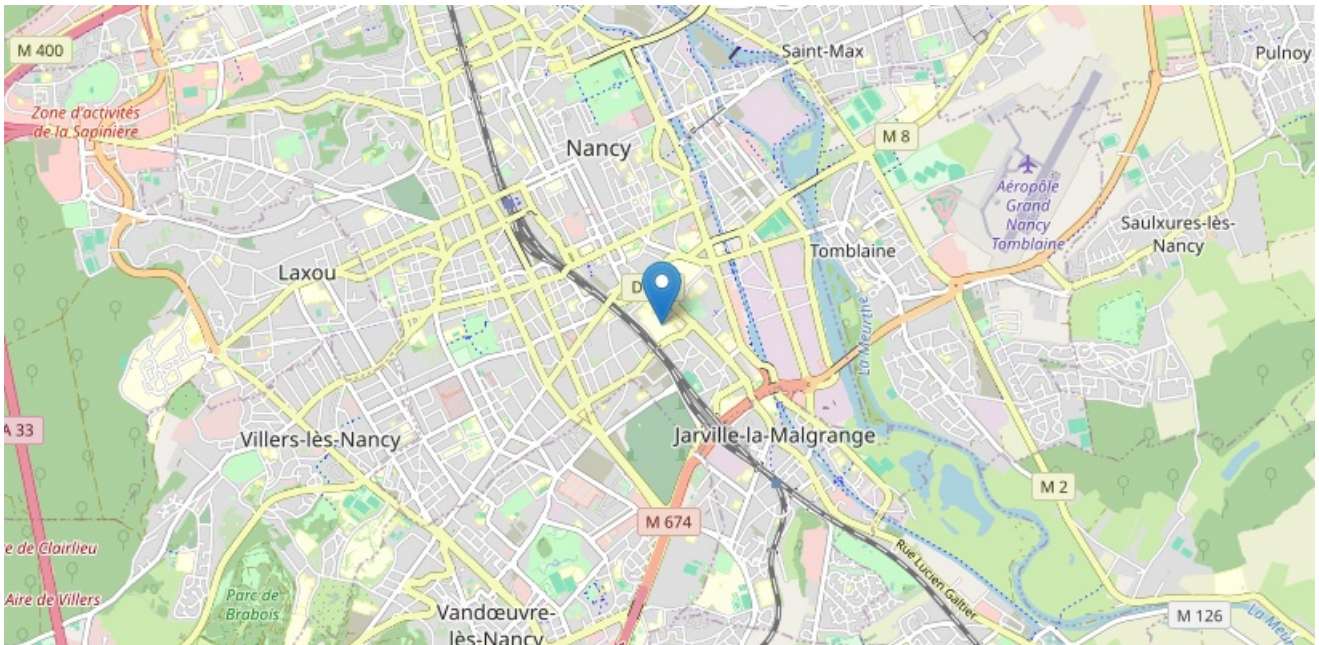 M 400
Saint-Max
Pulnoy
Zone d'activités
de la Sapinière
Nancy
M 8
Aéropôle
Grand
Nancy
Tomblaine
Saulxures-lès-
Nancy
Tomblaine
Laxou
D
La Meurthe
A 33
Villers-lès-Nancy
Jarville-la-Malgrange
M 2
M 674
re de Clairlieu
Rue Lucien Galtier
Aire de Villers
Parc de
Brabois
Vandœuvre-
lès-Nancy
M 126
La Meur